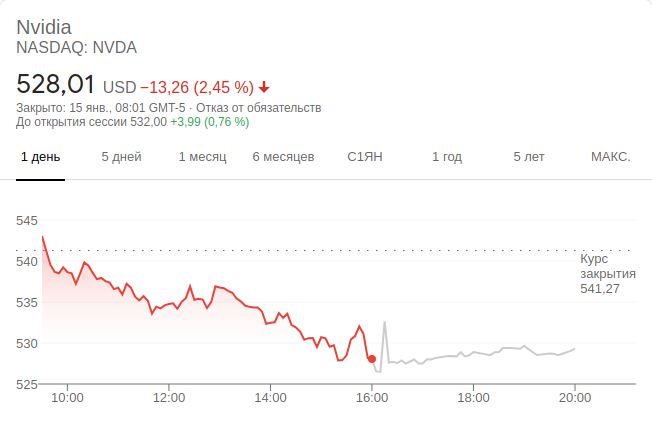 Nvidia
NASDAQ: NVDA
528,01 USD −13,26 (2,45 %)
Закрыто: 15 янв., 08:01 GMT-5 · Отказ от обязательств
До открытия сессии 532,00 +3,99 (0,76 %)
1 день 5 дней 1 месяц 6 месяцев С1ЯН 1 год 5 лет МАКС.
545
540
535
530
525
Курс
закрытия
541,27
10:00 12:00 14:00 16:00 18:00 20:00